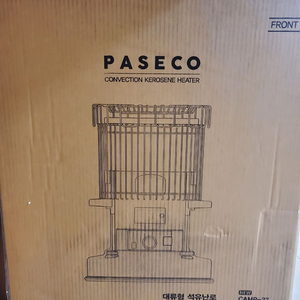 FRONT
PASECO
CONVECTION KEROSENE HEATER
대류형 석유난로
NEW